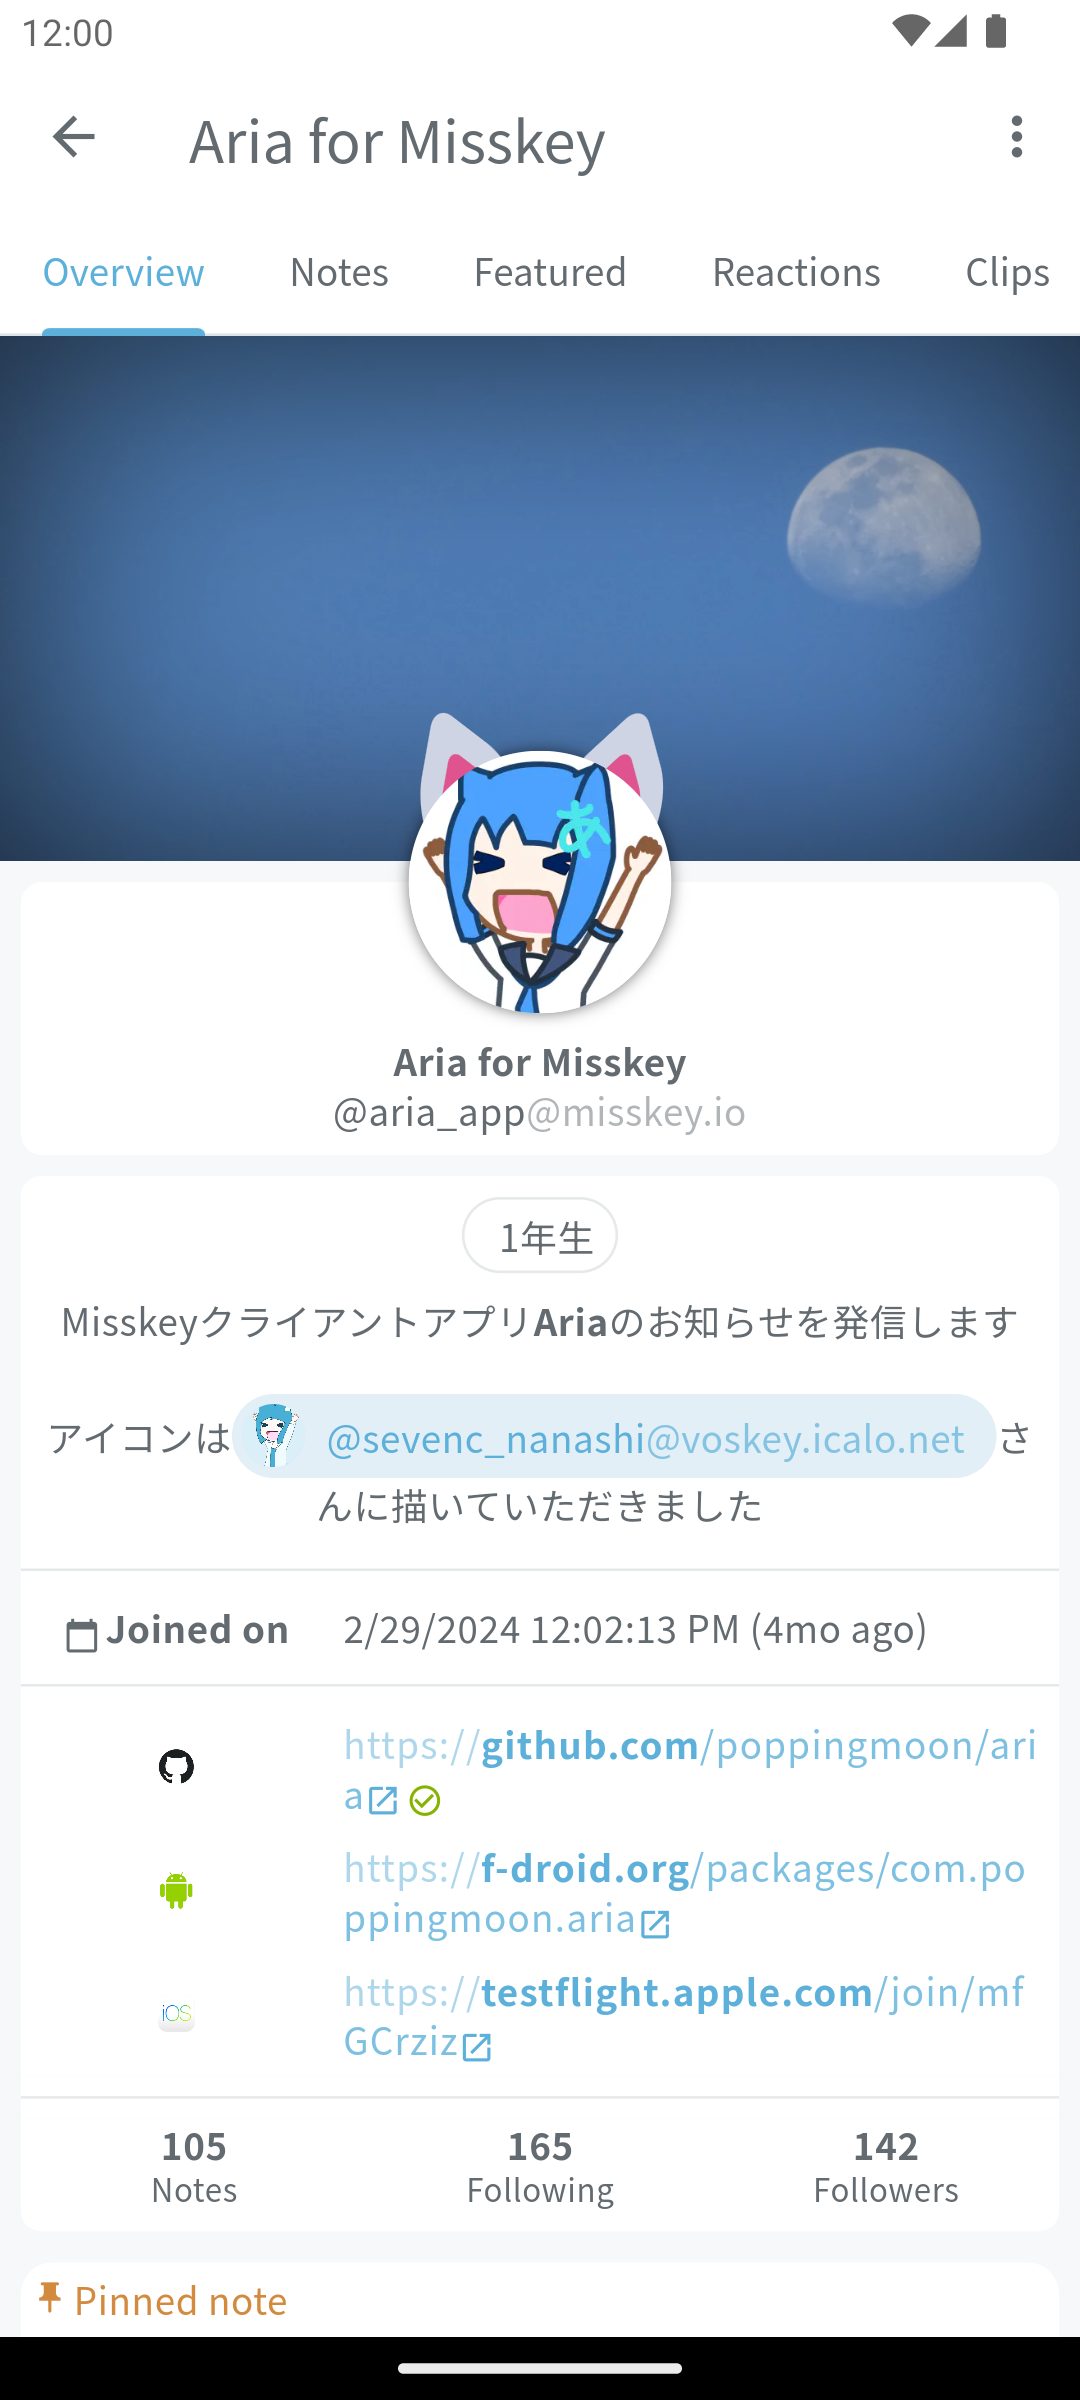 12:00
Aria for Misskey
Overview Notes Featured Reactions Clips
あ
Aria for Misskey
@aria_app@misskey.io
1年生
MisskeyクライアントアプリAriaのお知らせを発信します
アイコンは @sevenc_nanashi@voskey.icalo.net さ
んに描いていただきました
Joined on 2/29/2024 12:02:13 PM (4mo ago)
https://github.com/poppingmoon/ari
a
https://f-droid.org/packages/com.po
ppingmoon.aria
iOS
https://testflight.apple.com/join/mf
GCrziz
105 165 142
Notes Following Followers
Pinned note